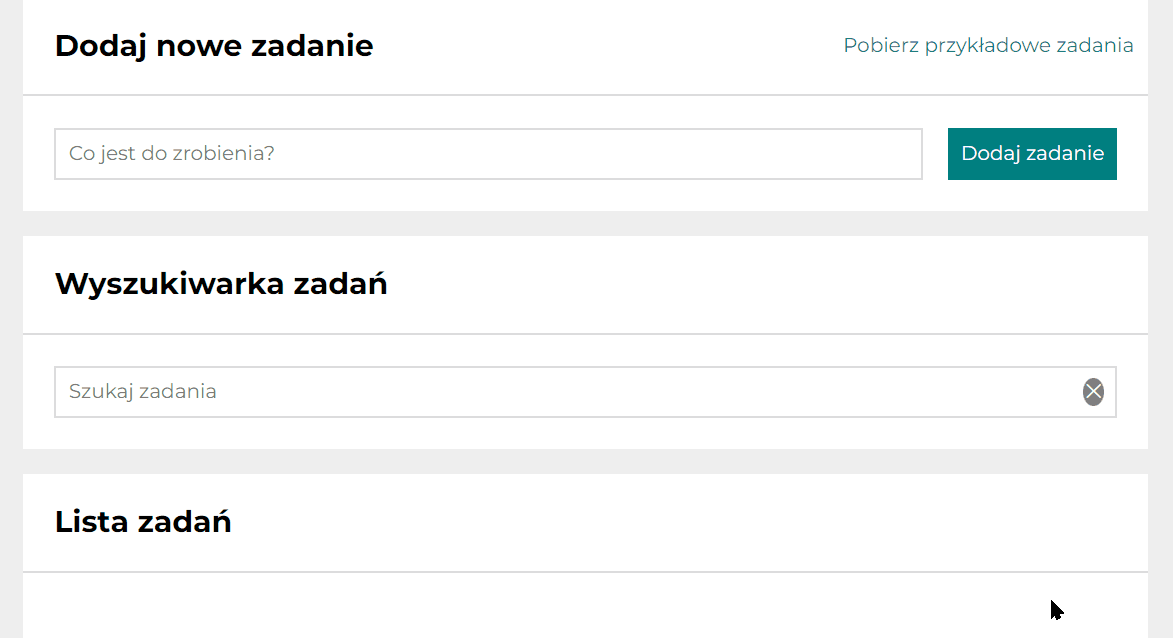 Dodaj nowe zadanie
Pobierz przykładowe zadania
Co jest do zrobienia?
Dodaj zadanie
Wyszukiwarka zadań
Szukaj zadania
Lista zadań